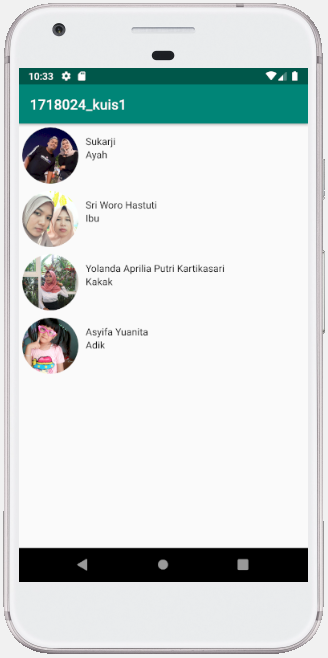 10:33
1718024_kuis1
Sukarji
Ayah
Sri Woro Hastuti
Ibu
Yolanda Aprilia Putri Kartikasari
Kakak
Asyifa Yuanita
Adik